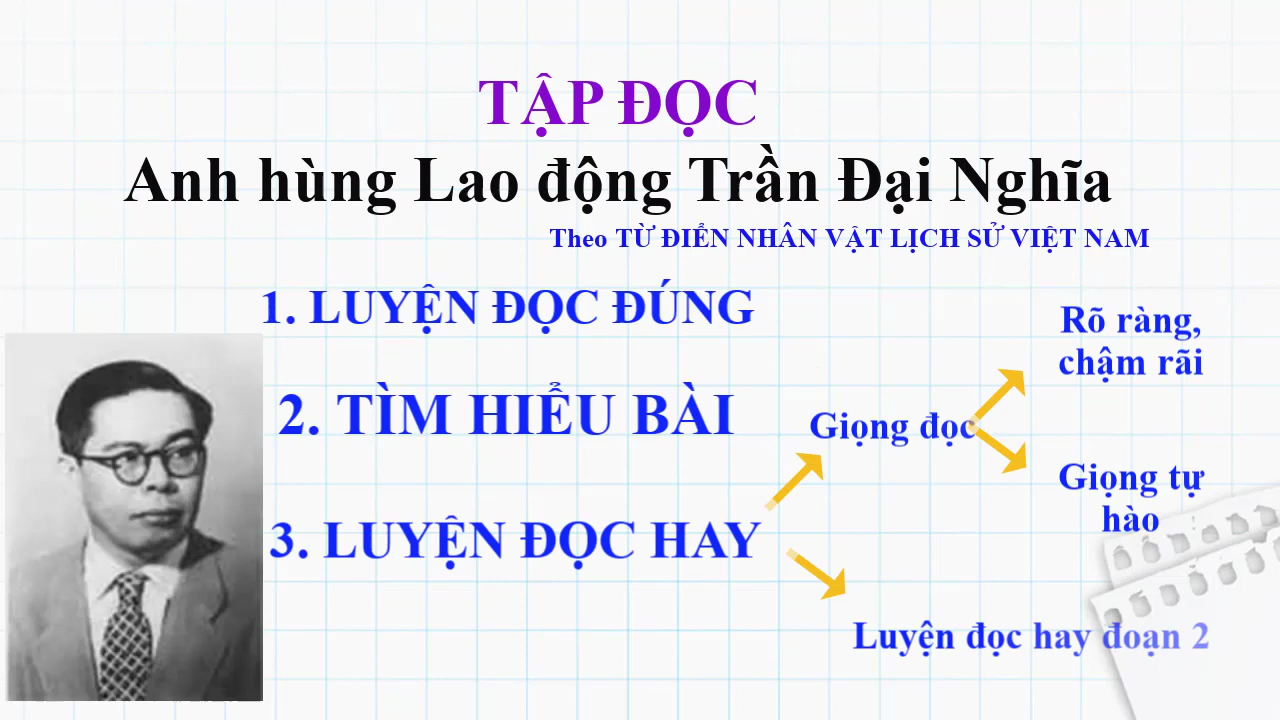 TẬP ĐỌC
Anh hùng Lao động Trần Đại Nghĩa
Theo TỪ ĐIỂN NHÂN VẬT LỊCH SỬ VIỆT NAM
1. LUYỆN ĐỌC ĐÚNG
2. TÌM HIỂU BÀI
3. LUYỆN ĐỌC HAY
Giọng đọc
Rõ ràng,
chậm rãi
Giọng tự
hào
Luyện đọc hay đoạn 2